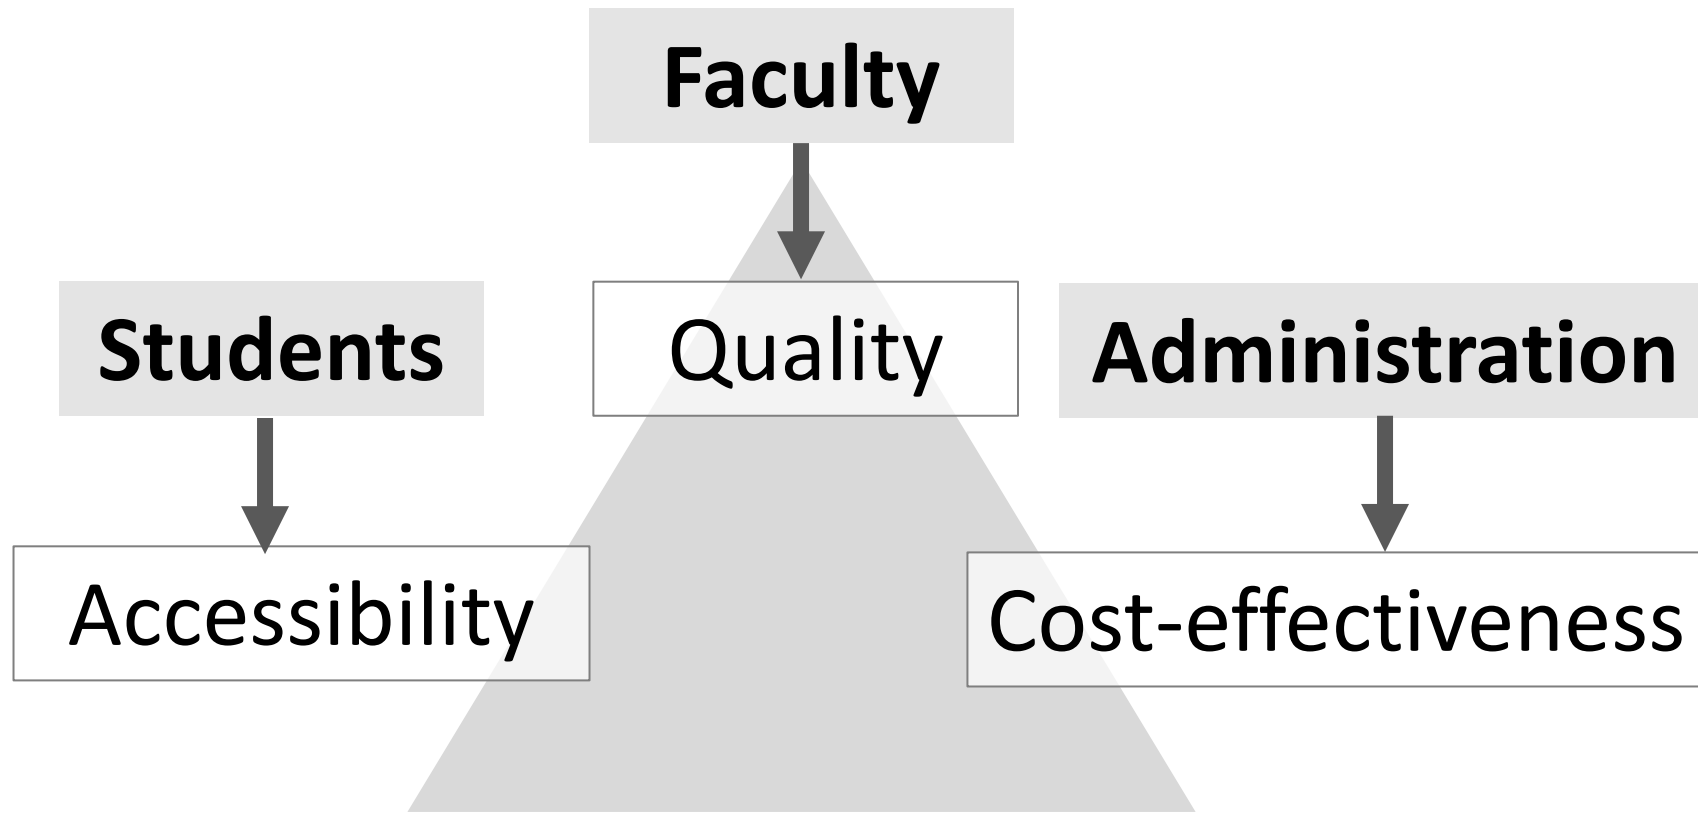 Faculty
Students
Quality
Administration
Accessibility
Cost-effectiveness